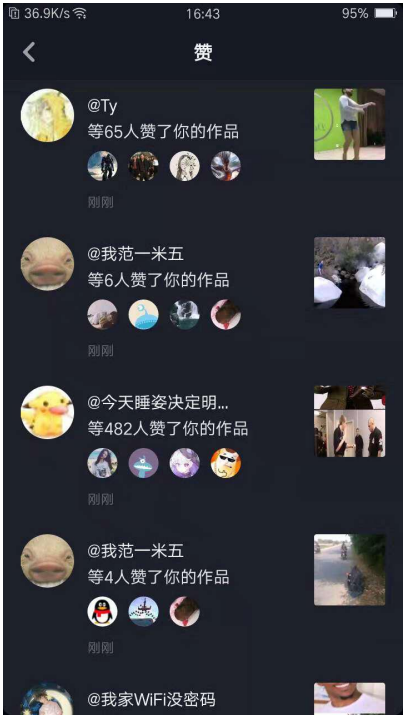 36.9K/s 16:43 95%
赞
@Ty
等65人赞了你的作品
刚刚
@我范一米五
等6人赞了你的作品
刚刚
@今天睡姿决定明...
等482人赞了你的作品
刚刚
@我范一米五
等4人赞了你的作品
刚刚
@我家WiFi没密码